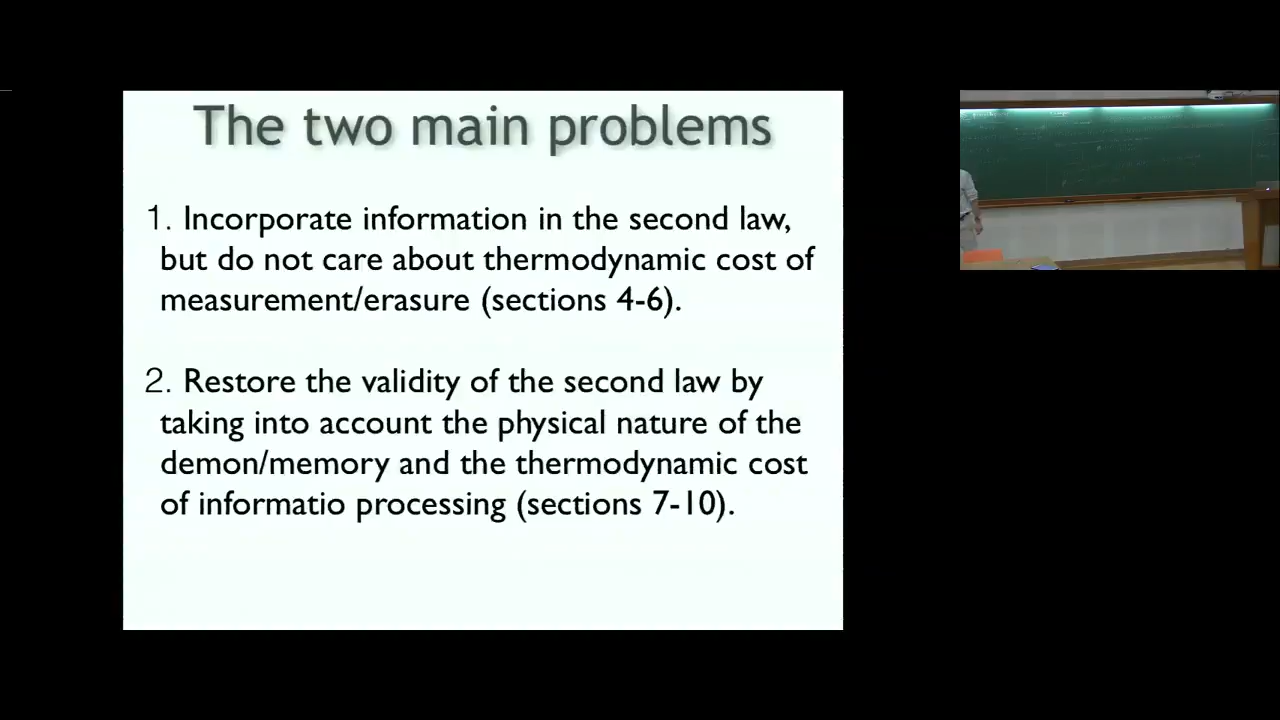 The two main problems
1. Incorporate information in the second law,
but do not care about thermodynamic cost of
measurement/erasure (sections 4-6).
2. Restore the validity of the second law by
taking into account the physical nature of the
demon/memory and the thermodynamic cost
of informatio processing (sections 7-10).